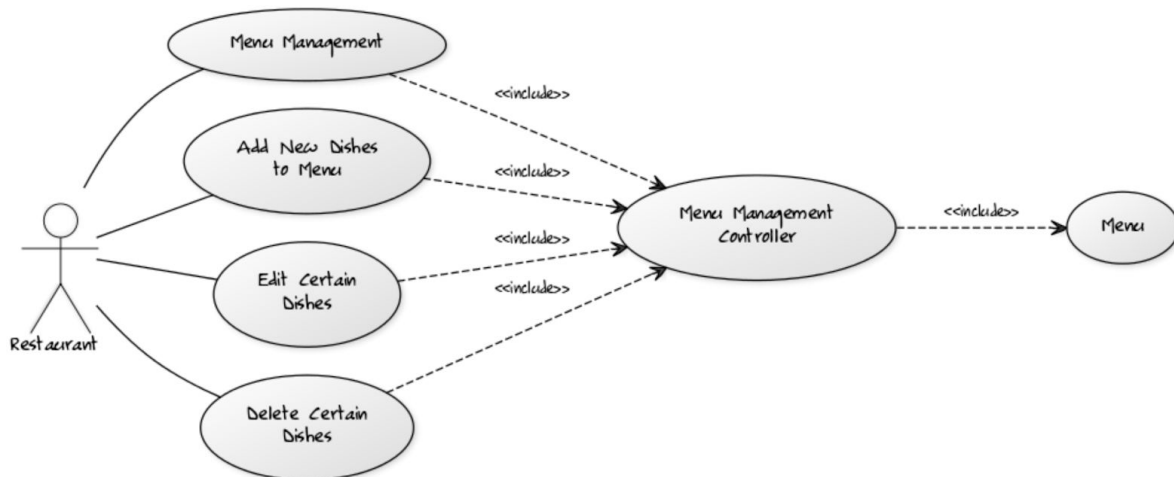 Menu Management
<<include>>
Add New Dishes
to Menu
<<include>>
Menu Management
Controller
<<include>>
Menu
<<include>>
Edit Certain
Dishes
<<include>>
Restaurant
Delete Certain
Dishes